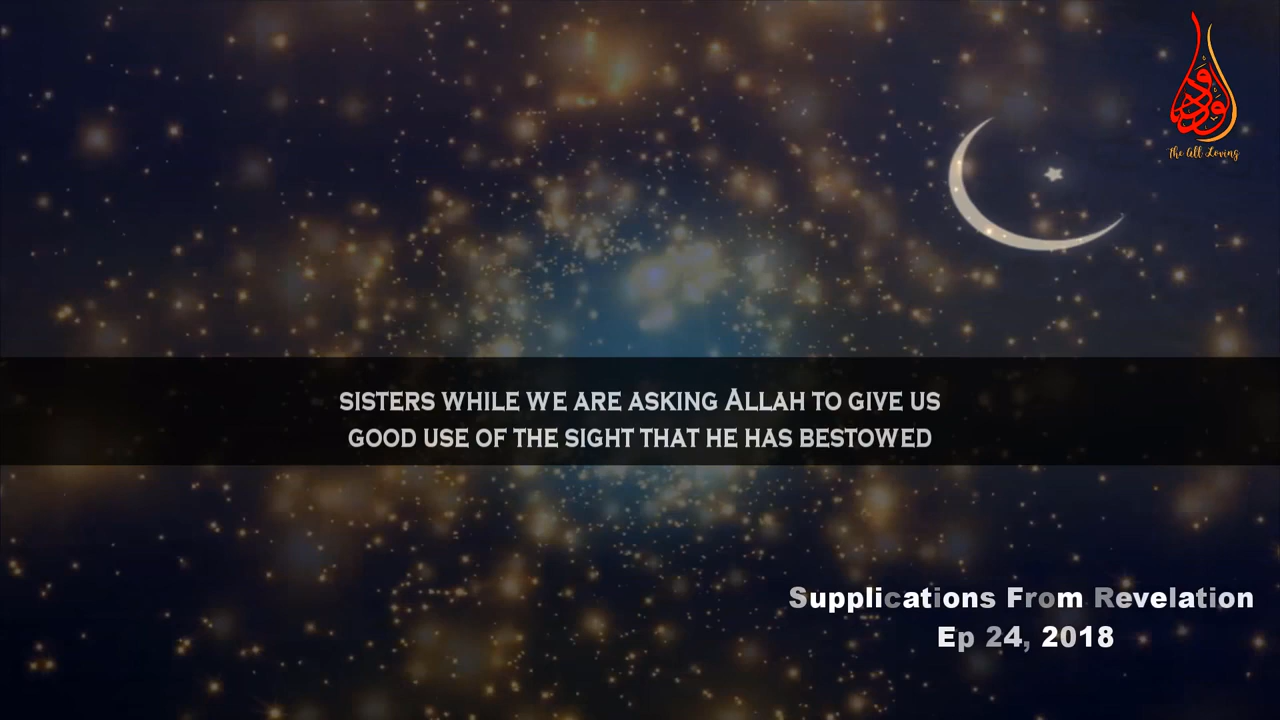 الودود
The All Loving
SISTERS WHILE WE ARE ASKING ALLAH TO GIVE US
GOOD USE OF THE SIGHT THAT HE HAS BESTOWED
Supplications From Revelation
Ep 24, 2018